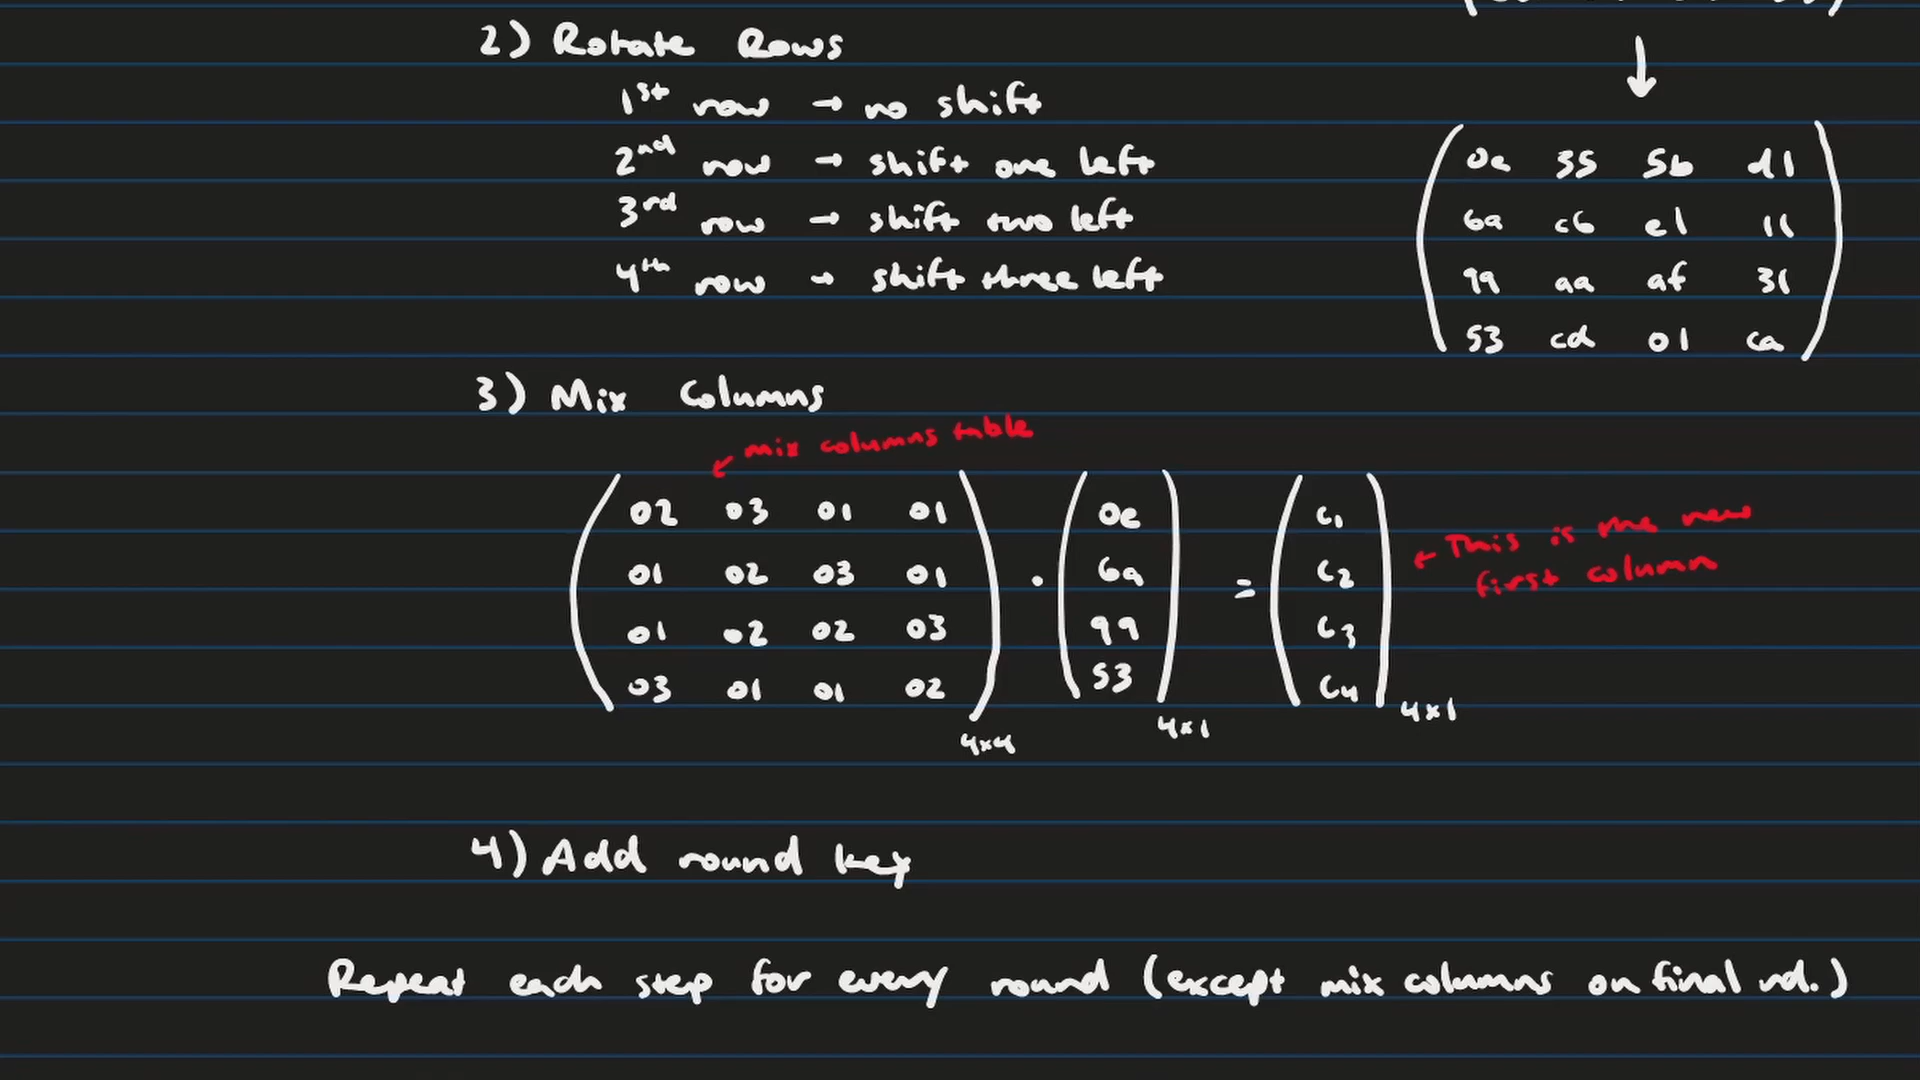 2) Rotate Rows
1st row → no shift
2nd row → shift one left
3rd row → shift two left
4th row → shift three left
0e 35 5b d1
6a c6 e1 11
99 aa af 31
53 cd 01 ca
3) Mix Columns
mix columns table
02 03 01 01
01 02 03 01
01 02 02 03
03 01 01 02
4x4
·
0e
6a
99
53
4x1
=
c1
c2
c3
c4
4x1
This is the new
first column
4) Add round key
Repeat each step for every round (except mix columns on final rd.)